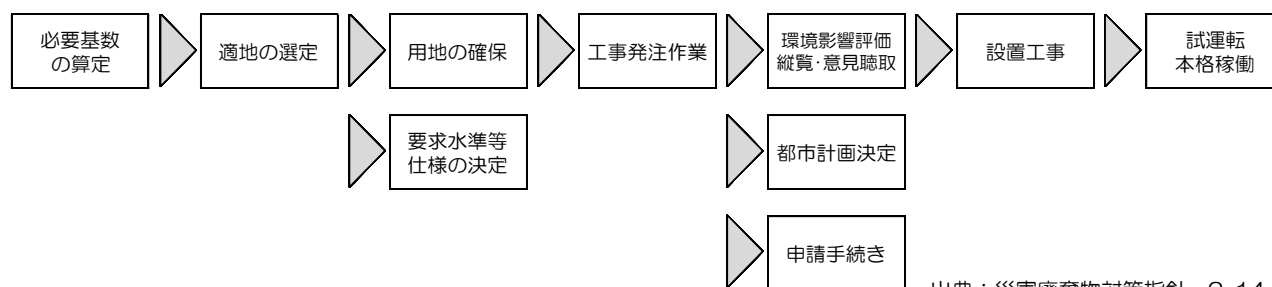 必要基数
の算定
適地の選定
用地の確保
工事発注作業
環境影響評価
縦覧・意見聴取
設置工事
試運転
本格稼働
要求水準等
仕様の決定
都市計画決定
申請手続き